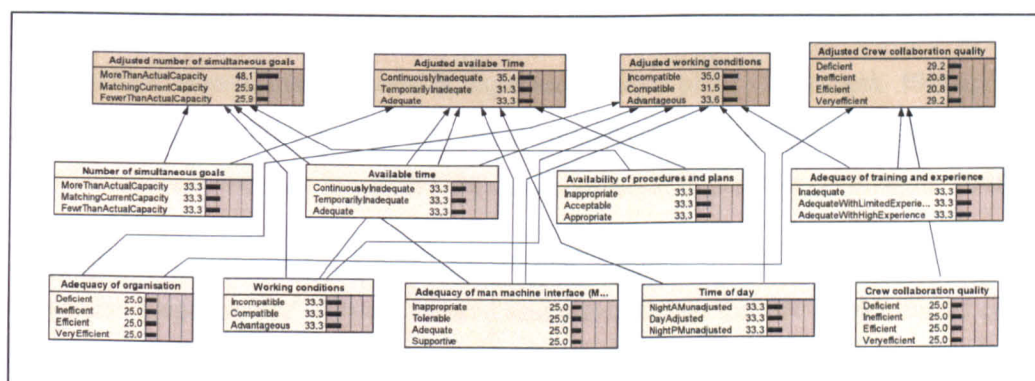 Adjusted number of simultaneous goals
MoreThanActualCapacity 48.1
MatchingCurrentCapacity 25.9
FewerThanActualCapacity 25.9
Adjusted availabe Time
ContinuouslyInadequate 35.4
TemporarilyInadeqate 31.3
Adequate 33.3
Adjusted working conditions
Incompatible 35.0
Compatible 31.5
Advantageous 33.6
Adjusted Crew collaboration quality
Deficient 29.2
Inefficient 20.8
Efficient 20.8
Veryefficient 29.2
Number of simultaneous goals
MoreThanActualCapacity 33.3
MatchingCurrentCapacity 33.3
FewrThanActualCapacity 33.3
Available time
ContinuouslyInadequate 33.3
TemporarilyInadequate 33.3
Adequate 33.3
Availability of procedures and plans
Inappropriate 33.3
Acceptable 33.3
Appropriate 33.3
Adequacy of training and experience
Inadequate 33.3
AdequateWithLimitedExperie... 33.3
AdequateWithHighExperience 33.3
Adequacy of organisation
Deficient 25.0
Inefficent 25.0
Efficient 25.0
VeryEfficient 25.0
Working conditions
Incompatible 33.3
Compatible 33.3
Advantageous 33.3
Adequacy of man machine interface (M...
Inappropriate 25.0
Tolerable 25.0
Adequate 25.0
Supportive 25.0
Time of day
NightAMunadjusted 33.3
DayAdjusted 33.3
NightPMunadjusted 33.3
Crew collaboration quality
Deficient 25.0
Inefficient 25.0
Efficient 25.0
Veryefficient 25.0